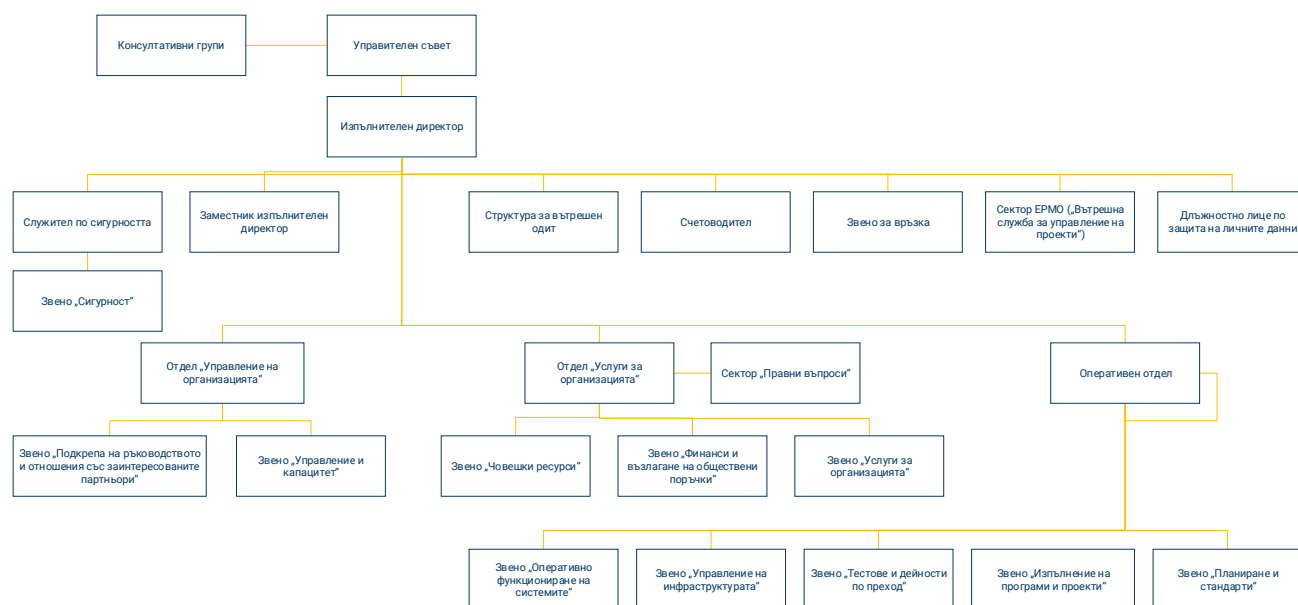 Консултативни групи
Управителен съвет
Изпълнителен директор
Служител по сигурността
Заместник изпълнителен
директор
Структура за вътрешен
одит
Счетоводител
Звено за връзка
Сектор ЕРМО („Вътрешна
служба за управление на
проекти“)
Длъжностно лице по
защита на личните данни
Звено „Сигурност“
Отдел „Управление на
организацията“
Отдел „Услуги за
организацията“
Сектор „Правни въпроси“
Оперативен отдел
Звено „Подкрепа на ръководството
и отношения със заинтересованите
партньори“
Звено „Управление и
капацитет“
Звено „Човешки ресурси“
Звено „Финанси и
възлагане на обществени
поръчки“
Звено „Услуги за
организацията“
Звено „Оперативно
функциониране на
системите“
Звено „Управление на
инфраструктурата“
Звено „Тестове и дейности
по преход“
Звено „Изпълнение на
програми и проекти“
Звено „Планиране и
стандарти“